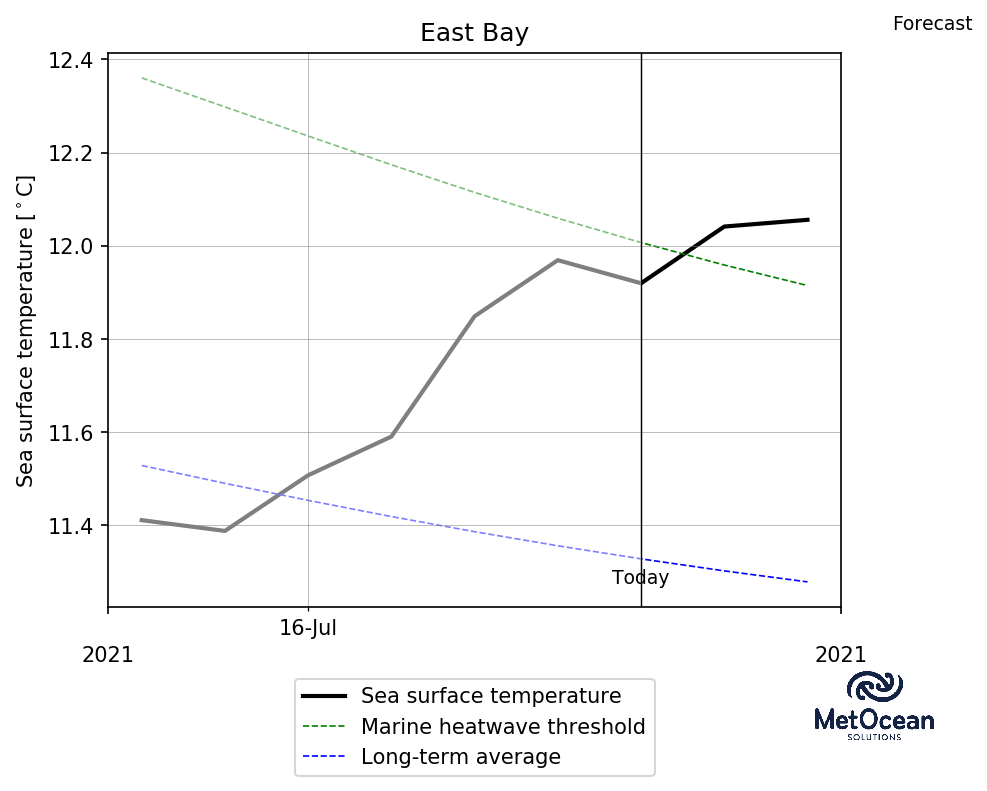 Forecast
East Bay
Sea surface temperature [°C]
12.4
12.2
12.0
11.8
11.6
11.4
Today
16-Jul
2021
2021
Sea surface temperature
Marine heatwave threshold
Long-term average
MetOcean
SOLUTIONS